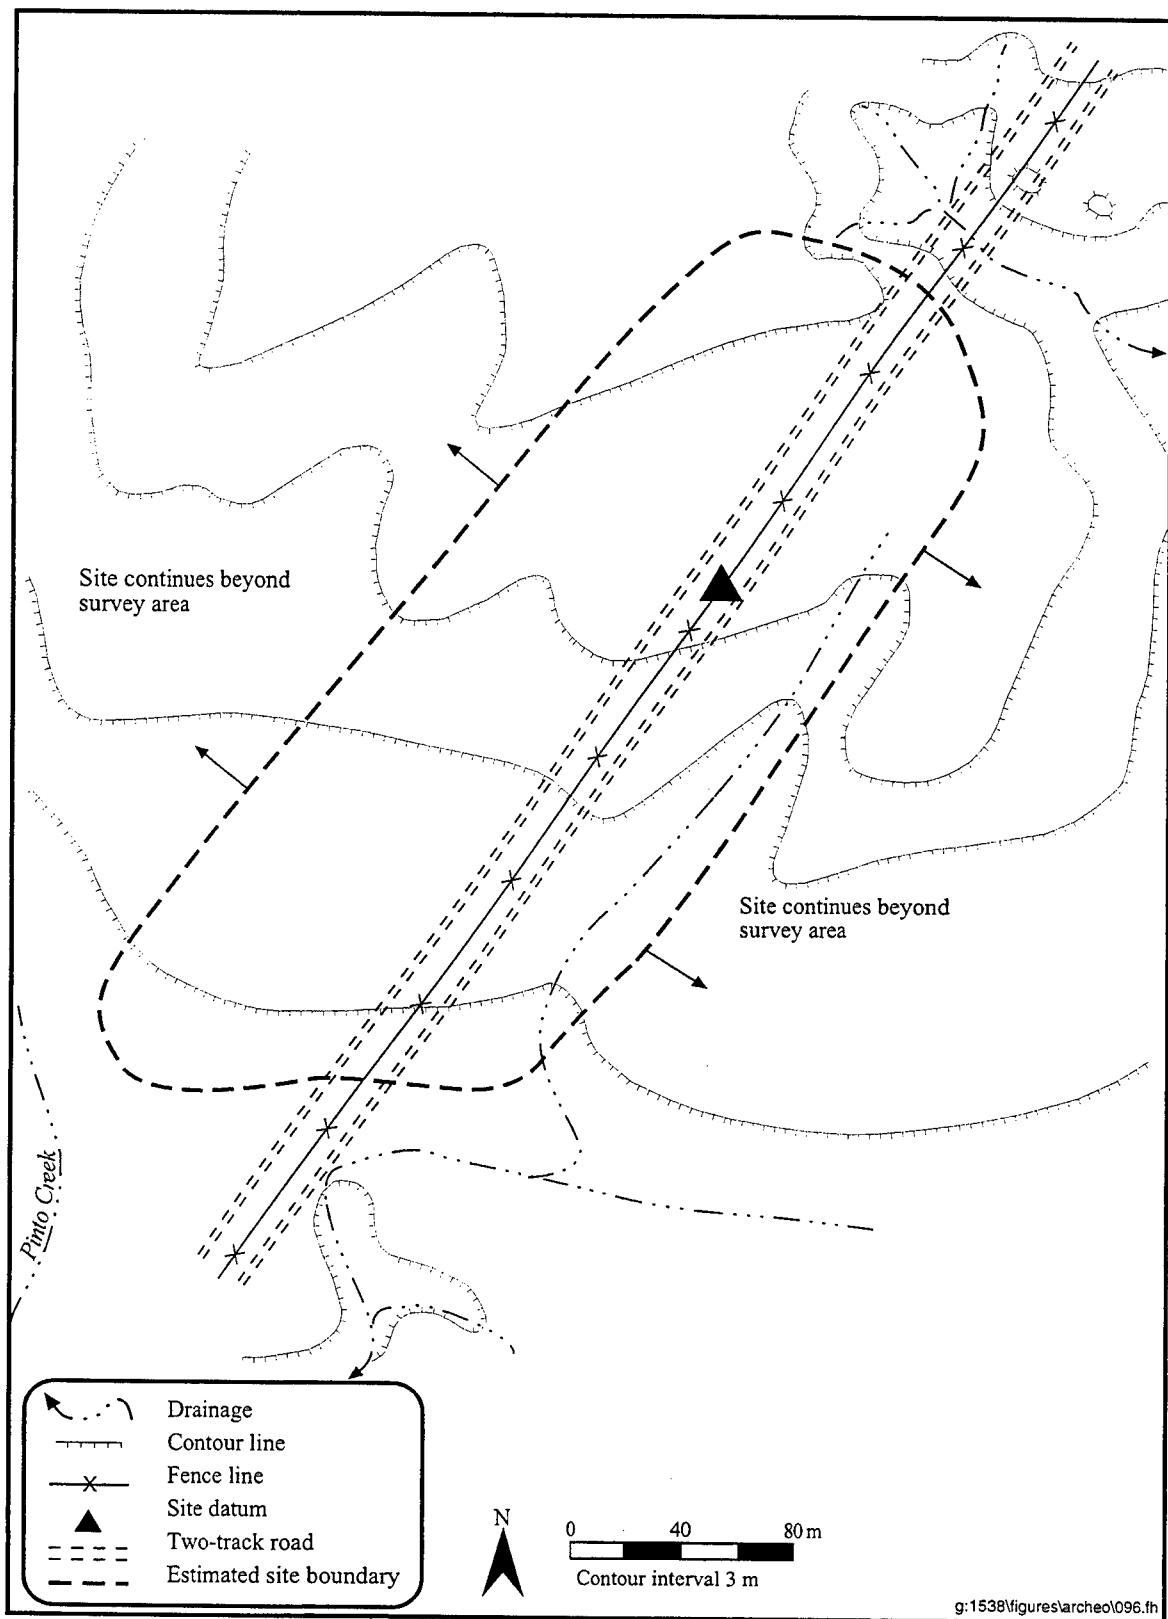 Site continues beyond
survey area
Site continues beyond
survey area
Pinto Creek
Drainage
Contour line
Fence line
Site datum
Two-track road
Estimated site boundary
N
0 40 80 m
Contour interval 3 m
g:1538\figures\archeo\096.fh